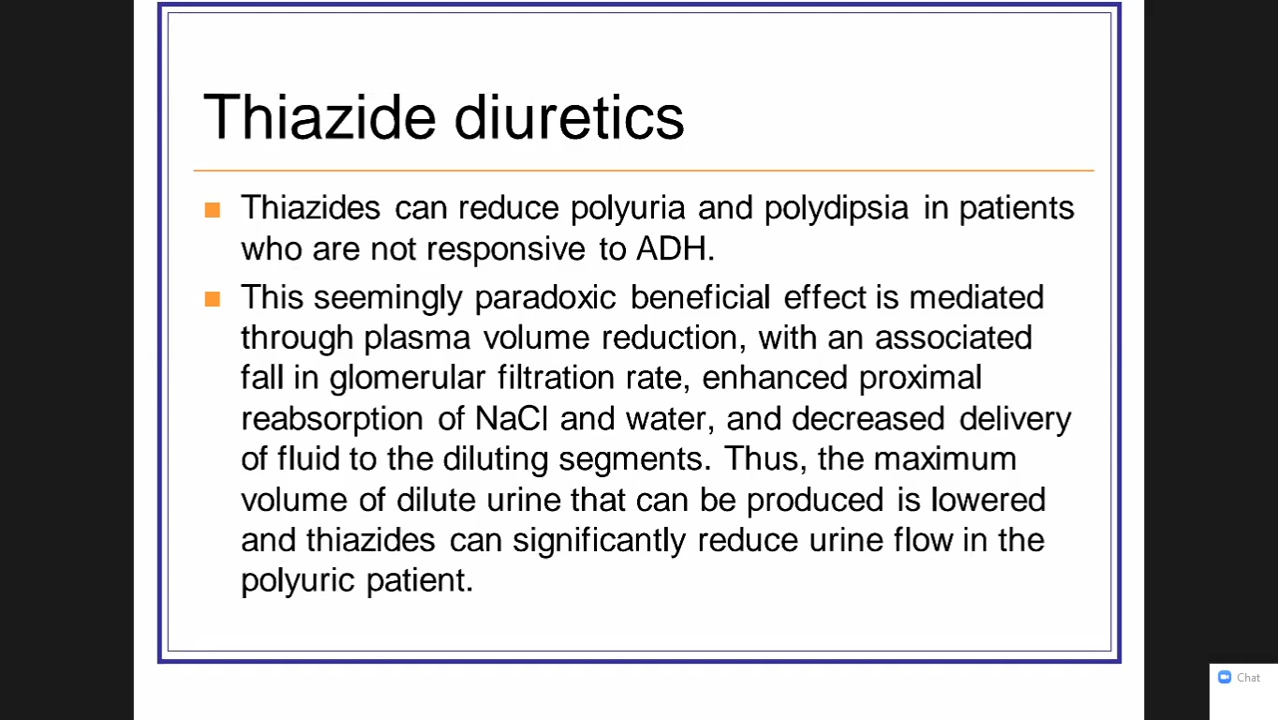 Thiazide diuretics
Thiazides can reduce polyuria and polydipsia in patients
who are not responsive to ADH.
This seemingly paradoxic beneficial effect is mediated
through plasma volume reduction, with an associated
fall in glomerular filtration rate, enhanced proximal
reabsorption of NaCl and water, and decreased delivery
of fluid to the diluting segments. Thus, the maximum
volume of dilute urine that can be produced is lowered
and thiazides can significantly reduce urine flow in the
polyuric patient.
Chat